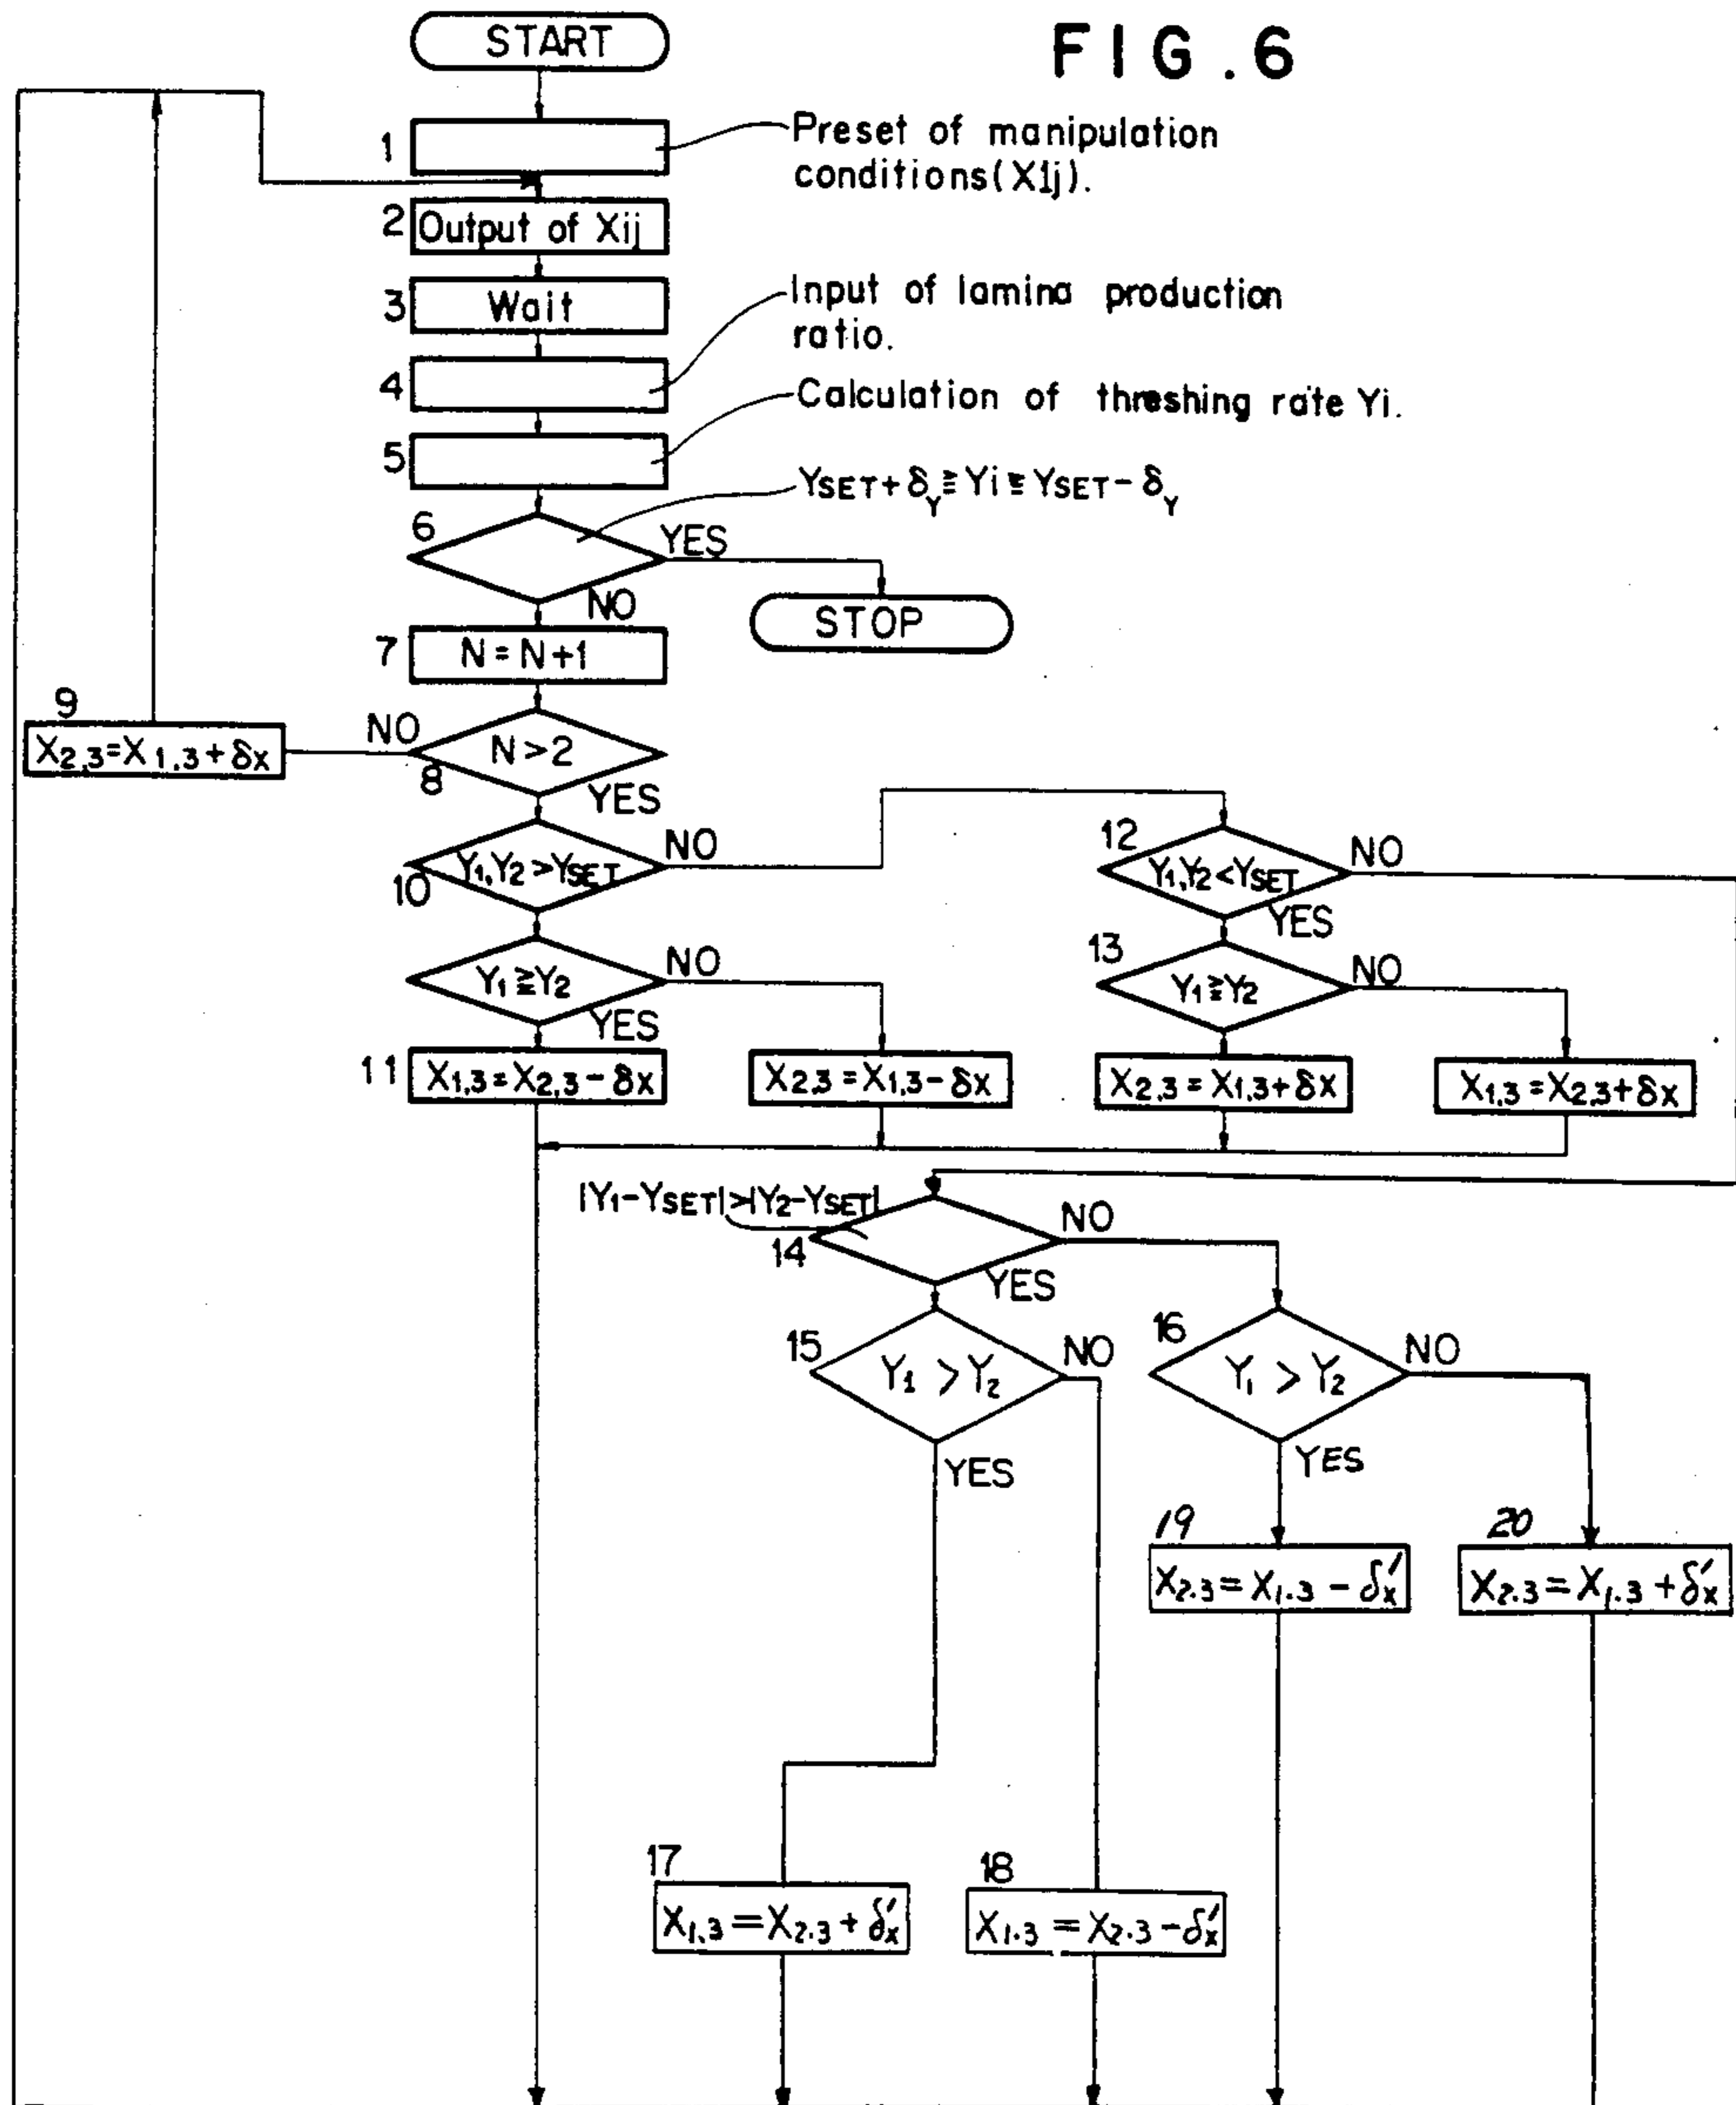 FIG.6
START
1
Preset of manipulation
conditions(X1j).
2
Output of Xij
3
Wait
Input of lamina production
ratio.
4
Calculation of threshing rate Yi.
5
YSET+δY≧Yi≧YSET-δY
6
YES
NO
STOP
7
N=N+1
9
X2,3=X1,3+δX
NO
N>2
8
YES
Y1,Y2>YSET
10
NO
12
Y1,Y2<YSET
NO
YES
Y1≧Y2
NO
YES
13
Y1≧Y2
NO
11
X1,3=X2,3-δX
X2,3=X1,3-δX
X2,3=X1,3+δX
X1,3=X2,3+δX
|Y1-YSET|>|Y2-YSET|
14
NO
YES
15
Y1>Y2
NO
YES
16
Y1>Y2
NO
YES
19
X2.3=X1.3-δ'x
20
X2.3=X1.3+δ'x
17
X1,3=X2.3+δ'x
18
X1.3=X2.3-δ'x